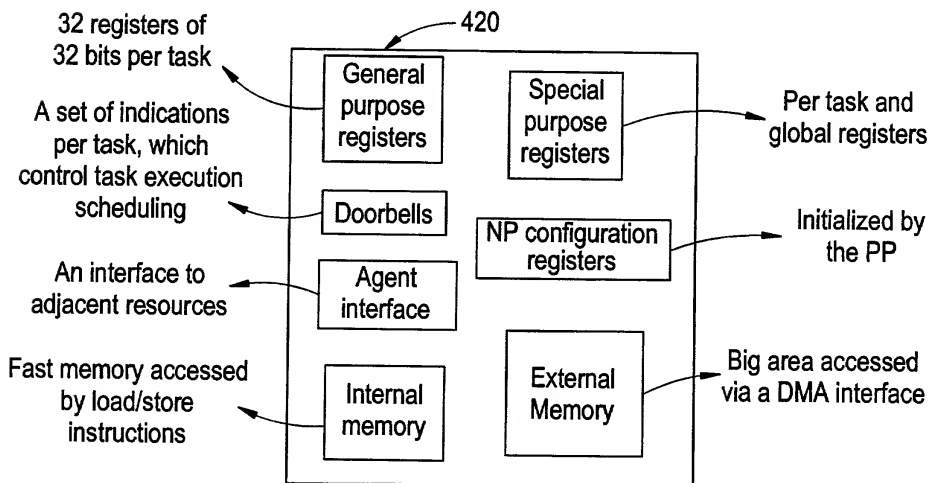 420
32 registers of
32 bits per task
General
purpose
registers
Special
purpose
registers
Per task and
global registers
A set of indications
per task, which
control task execution
scheduling
Doorbells
NP configuration
registers
Initialized by
the PP
An interface to
adjacent resources
Agent
interface
Fast memory accessed
by load/store
instructions
Internal
memory
External
Memory
Big area accessed
via a DMA interface